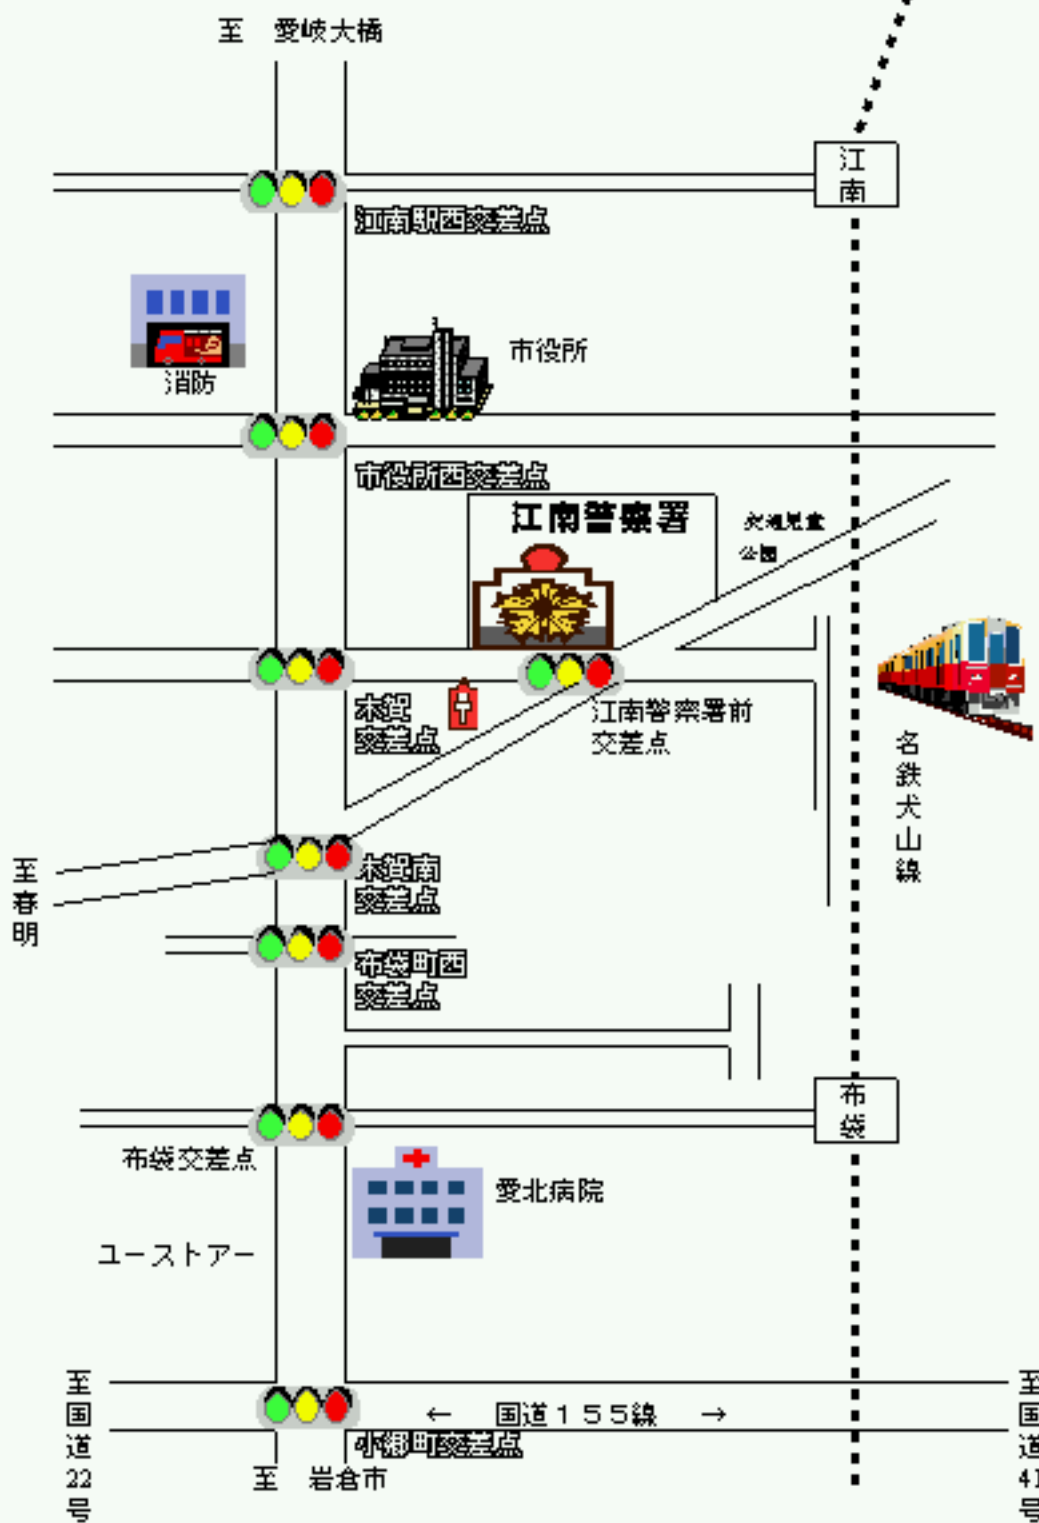 至 愛岐大橋
江南
江南駅西交差点
消防
市役所
市役所西交差点
江南警察署
交通児童
公園
木賀
交差点
江南警察署前
交差点
名鉄犬山線
至春明
木賀南
交差点
布袋町西
交差点
布袋
布袋交差点
愛北病院
ユーストアー
至国道22号
← 国道155線 →
至国道41号
小郷町交差点
至 岩倉市